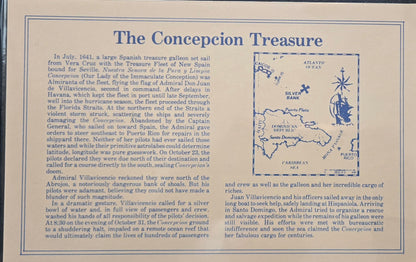 The Concepcion Treasure
In July, 1641, a large Spanish treasure galleon set sail
from Vera Cruz with the Treasure Fleet of New Spain
bound for Seville. Nuestra Senora de la Pura y Limpia
Concepcion (Our Lady of the Immaculate Conception) was
Almiranta of the fleet, flying the flag of Admiral Don Juan
de Villavicencio, second in command. After delays in
Havana, which kept the fleet in port until late September,
well into the hurricane season, the fleet proceeded through
the Florida Straits. At the northern end of the Straits a
violent storm struck, scattering the ships and severely
damaging the Concepcion. Abandoned by the Captain
General, who sailed on toward Spain, the Admiral gave
orders to steer southeast to Puerto Rico for repairs in the
shipyard there. Neither of her pilots had ever sailed those
waters and while their primitive astrolabes could determine
latitude, longitude was pure guesswork. On October 23, the
pilots declared they were due north of their destination and
called for a course directly to the south, sealing Concepcion's
doom.
Admiral Villavicencio reckoned they were north of the
Abrojos, a notoriously dangerous bank of shoals. But his
pilots were adamant, believing they could not have made a
blunder of such magnitude.
In a dramatic gesture, Villavicencio called for a silver
bowl of water and, in full view of passengers and crew,
washed his hands of all responsibility of the pilots' decision.
At 8:30 on the evening of October 31, the Concepcion ground
to a shuddering halt, impaled on a remote ocean reef that
would ultimately claim the lives of hundreds of passengers
ATLANTIC
OCEAN
SILVER
BANK
DOMINICAN
REPUBLIC
Santo Domingo
MONA PASSAGE
PUERTO
RICO
CARIBBEAN
SEA
and crew as well as the galleon and her incredible cargo of
riches.
Juan Villavicencio and his officers sailed away in the only
long boat to seek help, safely landing at Hispaniola. Arriving
in Santo Domingo, the Admiral tried to organize a rescue
and salvage expedition while the remains of his galleon were
still visible. His efforts were met with bureaucratic
indifference and soon the sea claimed the Concepcion and
her fabulous cargo for centuries.